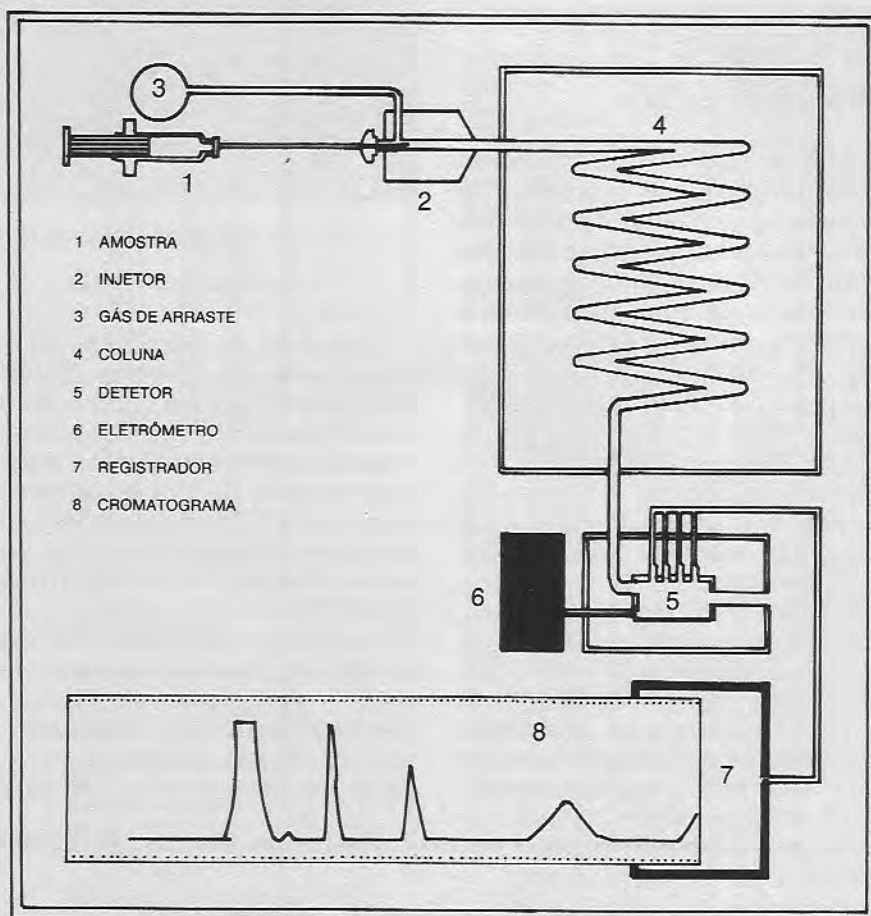 3
4
1
2
1 AMOSTRA
2 INJETOR
3 GÁS DE ARRASTE
4 COLUNA
5 DETETOR
6 ELETRÔMETRO
7 REGISTRADOR
8 CROMATOGRAMA
6
5
8
7